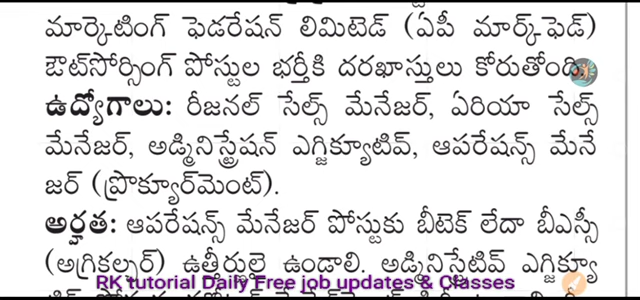 మార్కెటింగ్ ఫెడరేషన్ లిమిటెడ్ (ఏపీ మార్క్‌ఫెడ్)
ఔట్‌సోర్సింగ్ పోస్టుల భర్తీకి దరఖాస్తులు కోరుతోంది.
ఉద్యోగాలు: రీజనల్ సేల్స్ మేనేజర్, ఏరియా సేల్స్
మేనేజర్, అడ్మినిస్ట్రేషన్ ఎగ్జిక్యూటివ్, ఆపరేషన్స్ మేనే
జర్ (ప్రొక్యూర్‌మెంట్).
అర్హత: ఆపరేషన్స్ మేనేజర్ పోస్టుకు బీటెక్ లేదా బీఎస్సీ
(అగ్రికల్చర్) ఉత్తీర్ణులై ఉండాలి. అడ్మినిస్ట్రేటివ్ ఎగ్జిక్యూ
RK tutorial Daily Free job updates & Classes